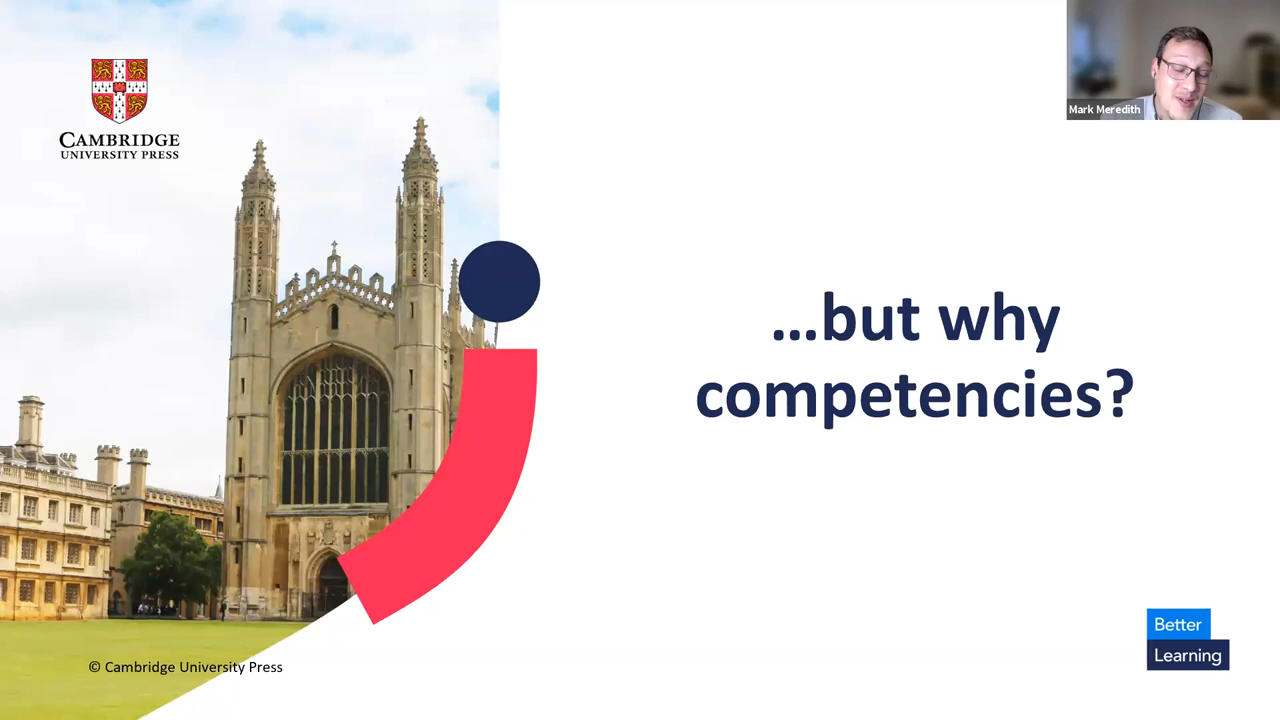 CAMBRIDGE
UNIVERSITY PRESS
Mark Meredith
...but why
competencies?
Better
Learning
© Cambridge University Press